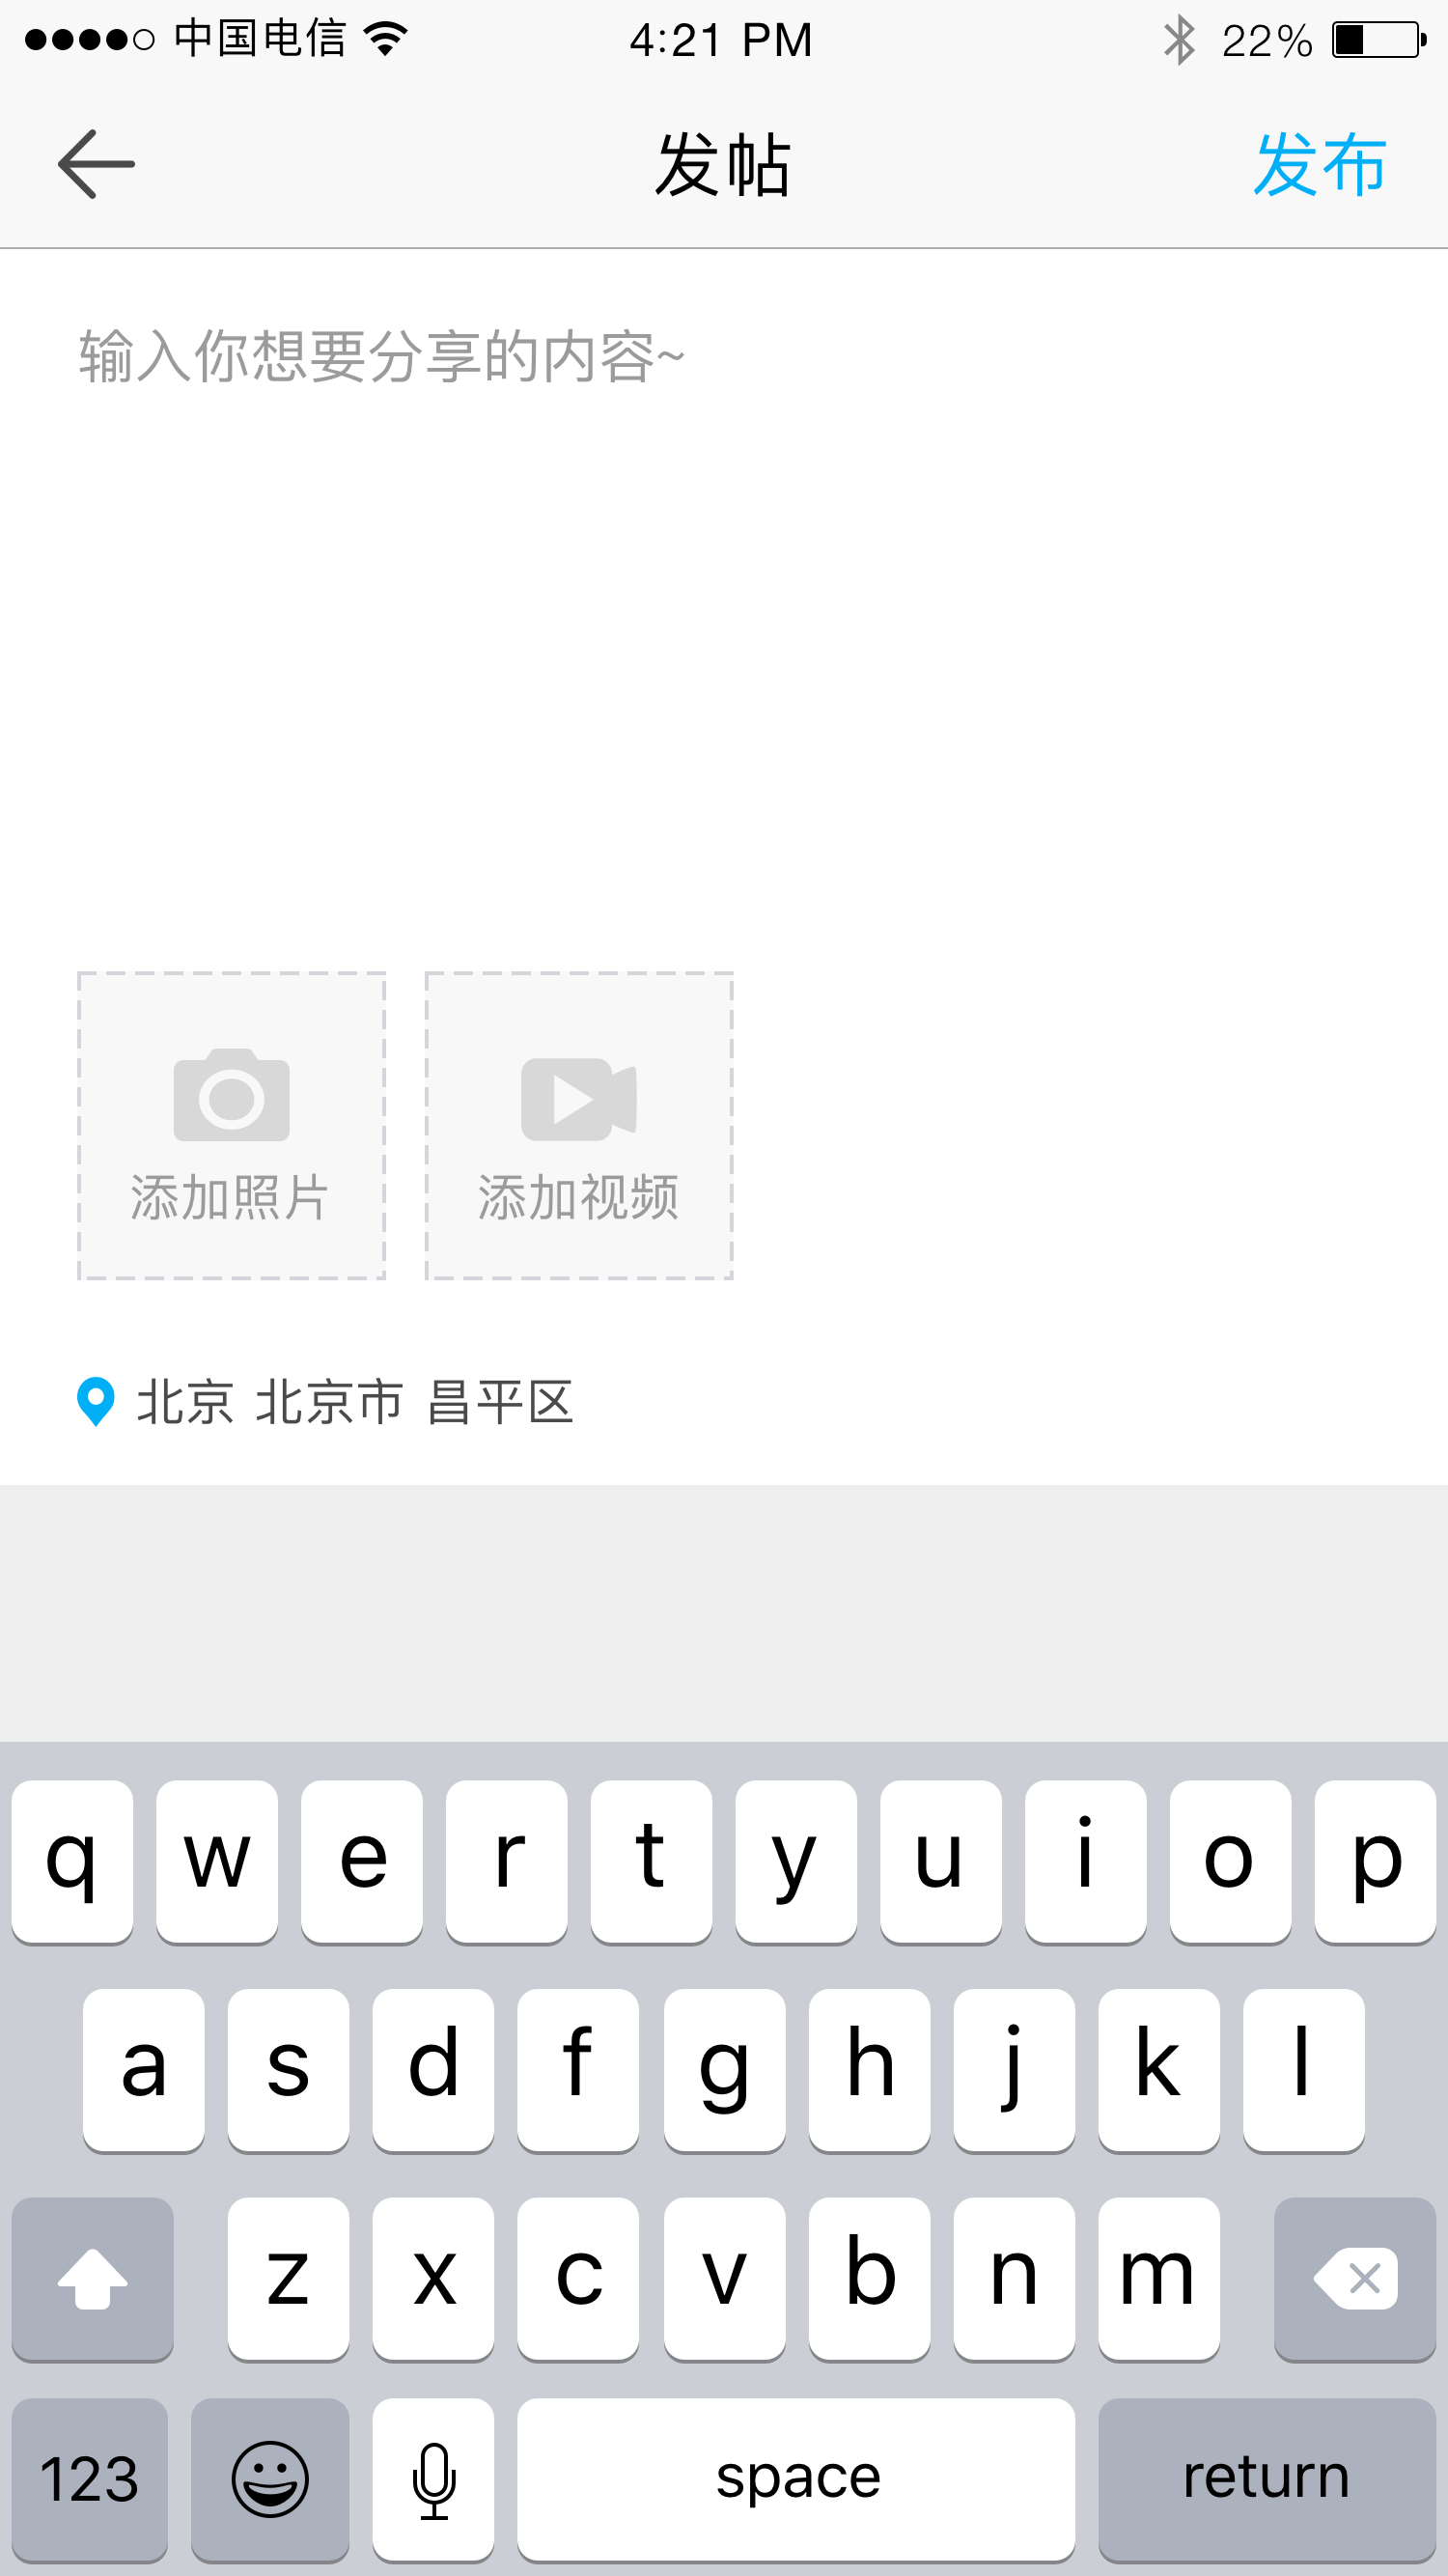 中国电信 4:21 PM 22%
发帖 发布
输入你想要分享的内容~
添加照片 添加视频
北京 北京市 昌平区
q w e r t y u i o p
a s d f g h j k l
z x c v b n m
123 space return